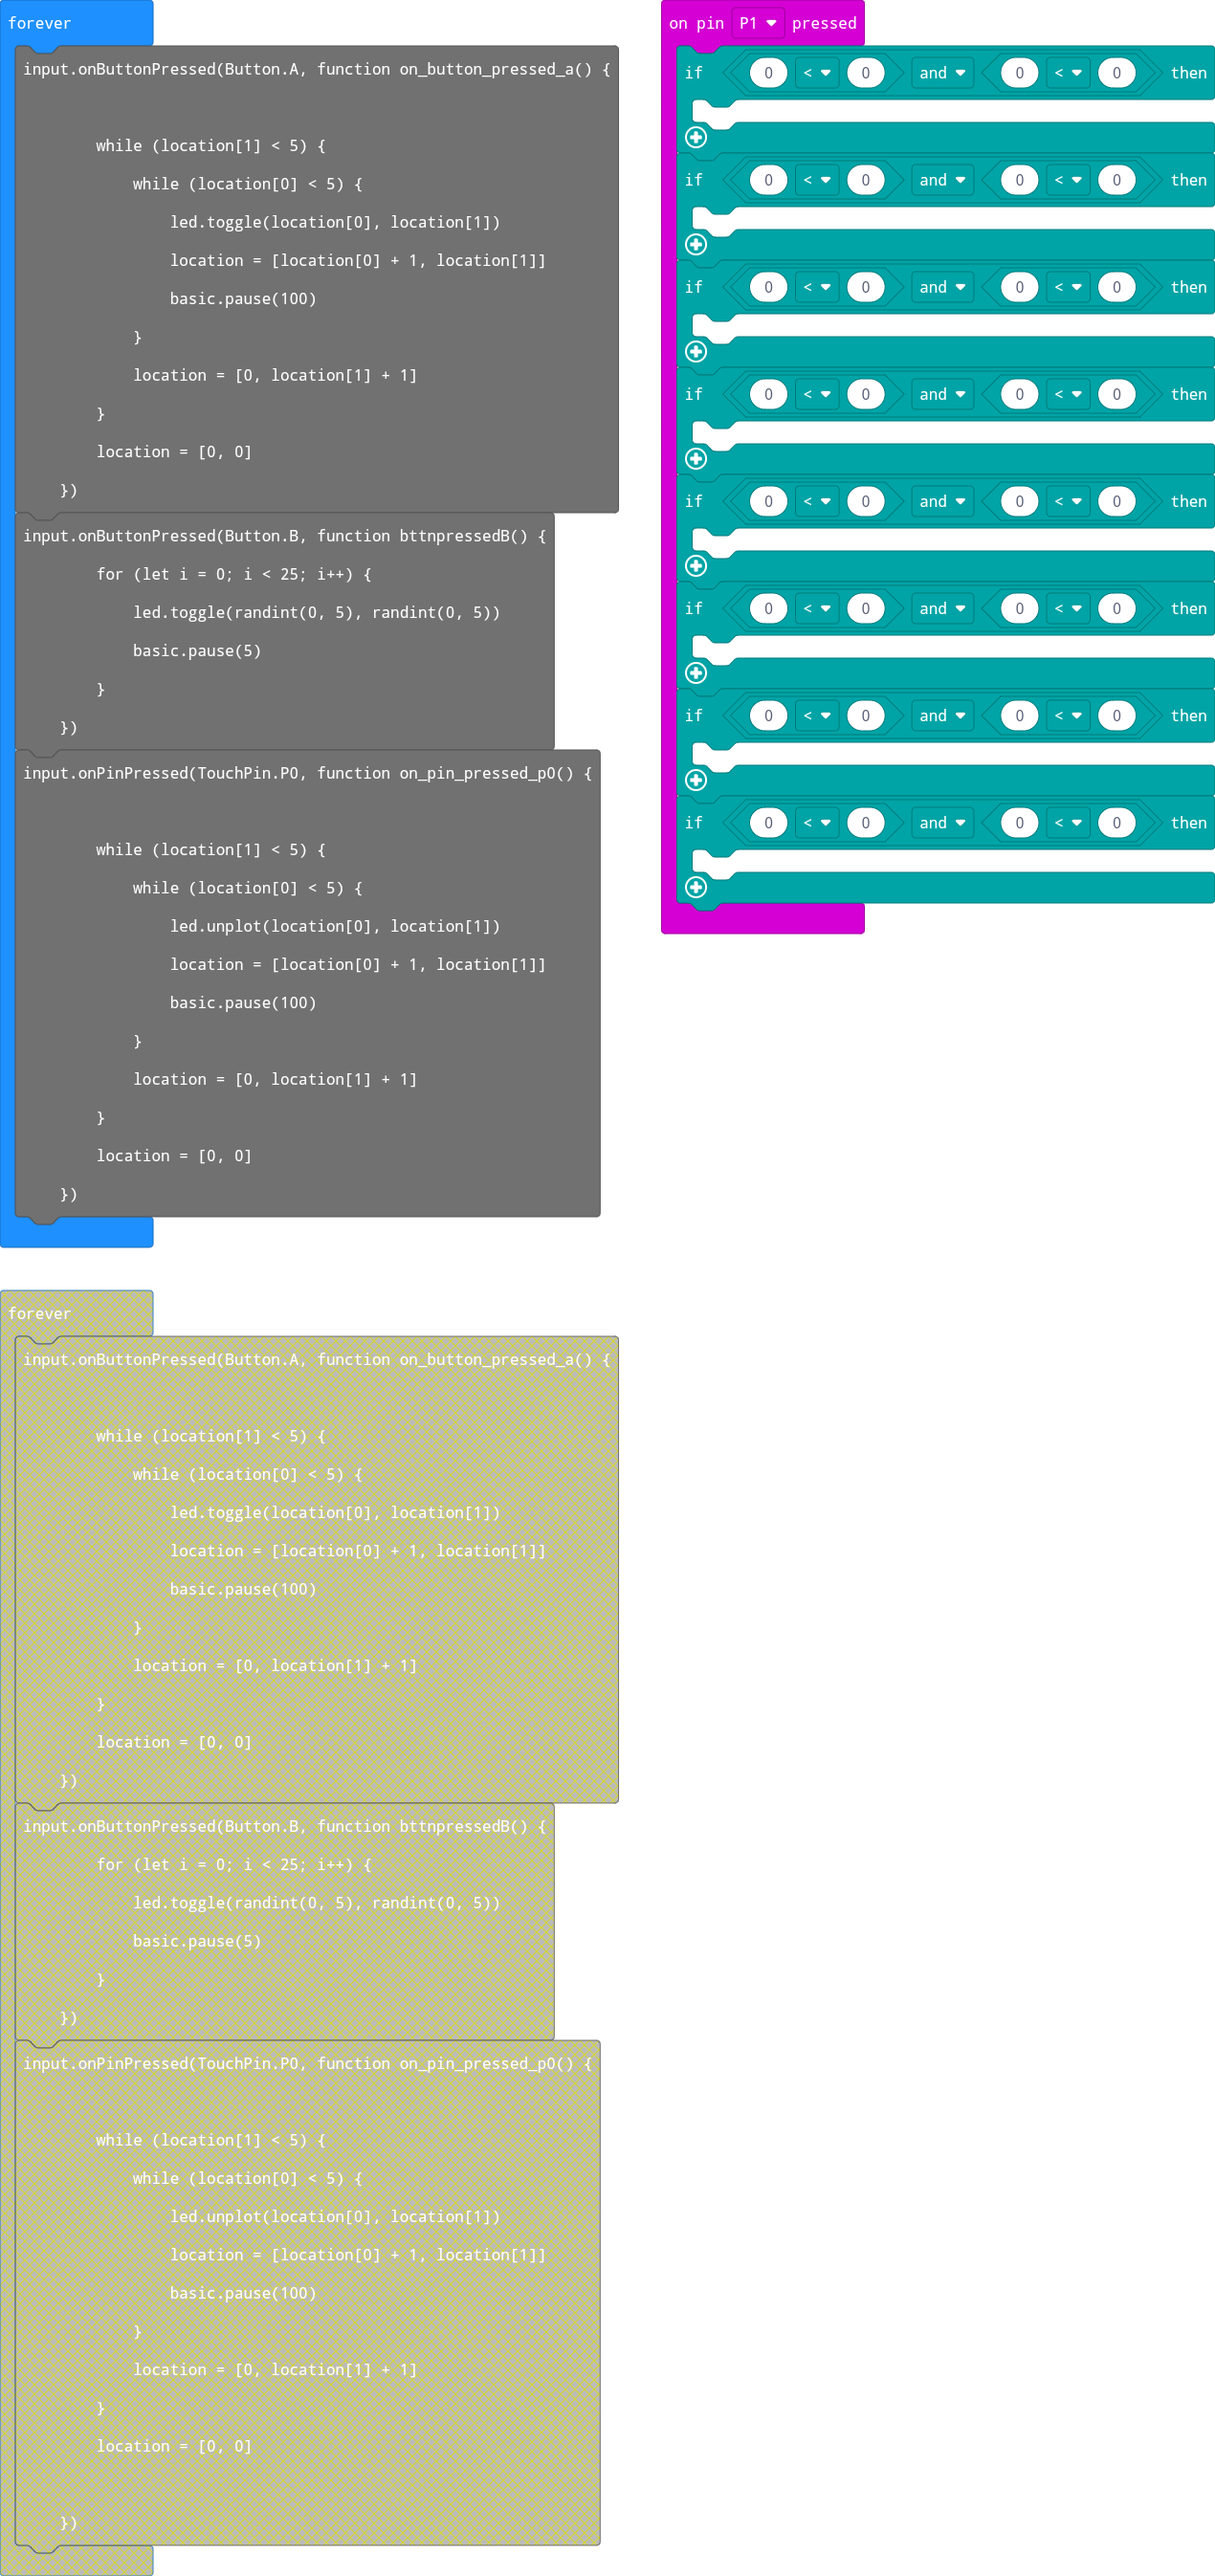 forever
input.onButtonPressed(Button.A, function on_button_pressed_a() {
while (location[1] < 5) {
while (location[0] < 5) {
led.toggle(location[0], location[1])
location = [location[0] + 1, location[1]]
basic.pause(100)
}
location = [0, location[1] + 1]
}
location = [0, 0]
})
input.onButtonPressed(Button.B, function bttnpressedB() {
for (let i = 0; i < 25; i++) {
led.toggle(randint(0, 5), randint(0, 5))
basic.pause(5)
}
})
input.onPinPressed(TouchPin.P0, function on_pin_pressed_p0() {
while (location[1] < 5) {
while (location[0] < 5) {
led.unplot(location[0], location[1])
location = [location[0] + 1, location[1]]
basic.pause(100)
}
location = [0, location[1] + 1]
}
location = [0, 0]
})
on pin P1 pressed
if 0 < 0 and 0 < 0 then
if 0 < 0 and 0 < 0 then
if 0 < 0 and 0 < 0 then
if 0 < 0 and 0 < 0 then
if 0 < 0 and 0 < 0 then
if 0 < 0 and 0 < 0 then
if 0 < 0 and 0 < 0 then
if 0 < 0 and 0 < 0 then
forever
input.onButtonPressed(Button.A, function on_button_pressed_a() {
while (location[1] < 5) {
while (location[0] < 5) {
led.toggle(location[0], location[1])
location = [location[0] + 1, location[1]]
basic.pause(100)
}
location = [0, location[1] + 1]
}
location = [0, 0]
})
input.onButtonPressed(Button.B, function bttnpressedB() {
for (let i = 0; i < 25; i++) {
led.toggle(randint(0, 5), randint(0, 5))
basic.pause(5)
}
})
input.onPinPressed(TouchPin.P0, function on_pin_pressed_p0() {
while (location[1] < 5) {
while (location[0] < 5) {
led.unplot(location[0], location[1])
location = [location[0] + 1, location[1]]
basic.pause(100)
}
location = [0, location[1] + 1]
}
location = [0, 0]
})